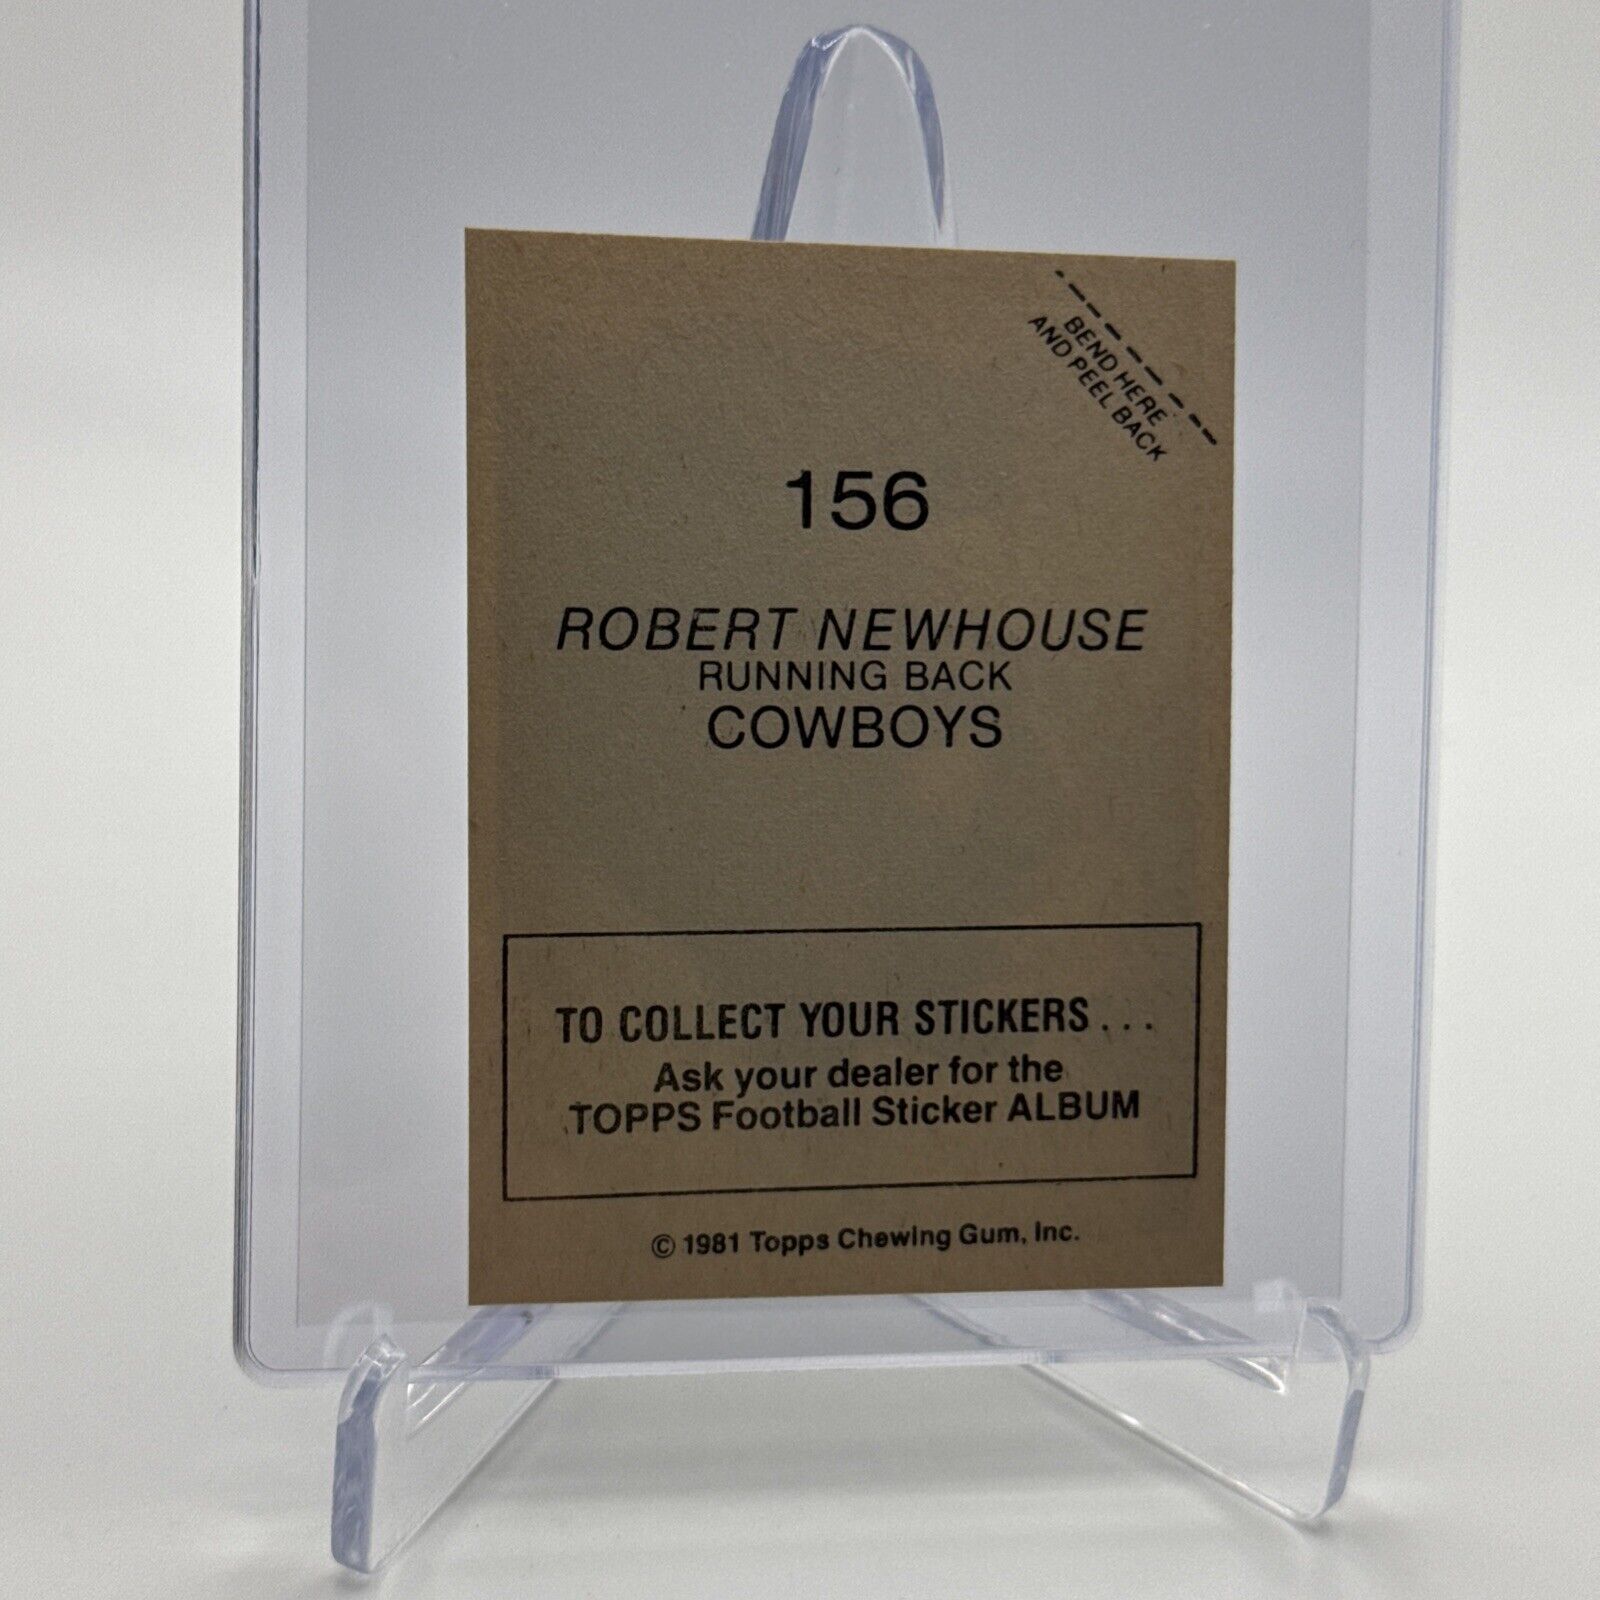 BEND HERE
AND PEEL BACK
156
ROBERT NEWHOUSE
RUNNING BACK
COWBOYS
TO COLLECT YOUR STICKERS . . .
Ask your dealer for the
TOPPS Football Sticker ALBUM
© 1981 Topps Chewing Gum, Inc.